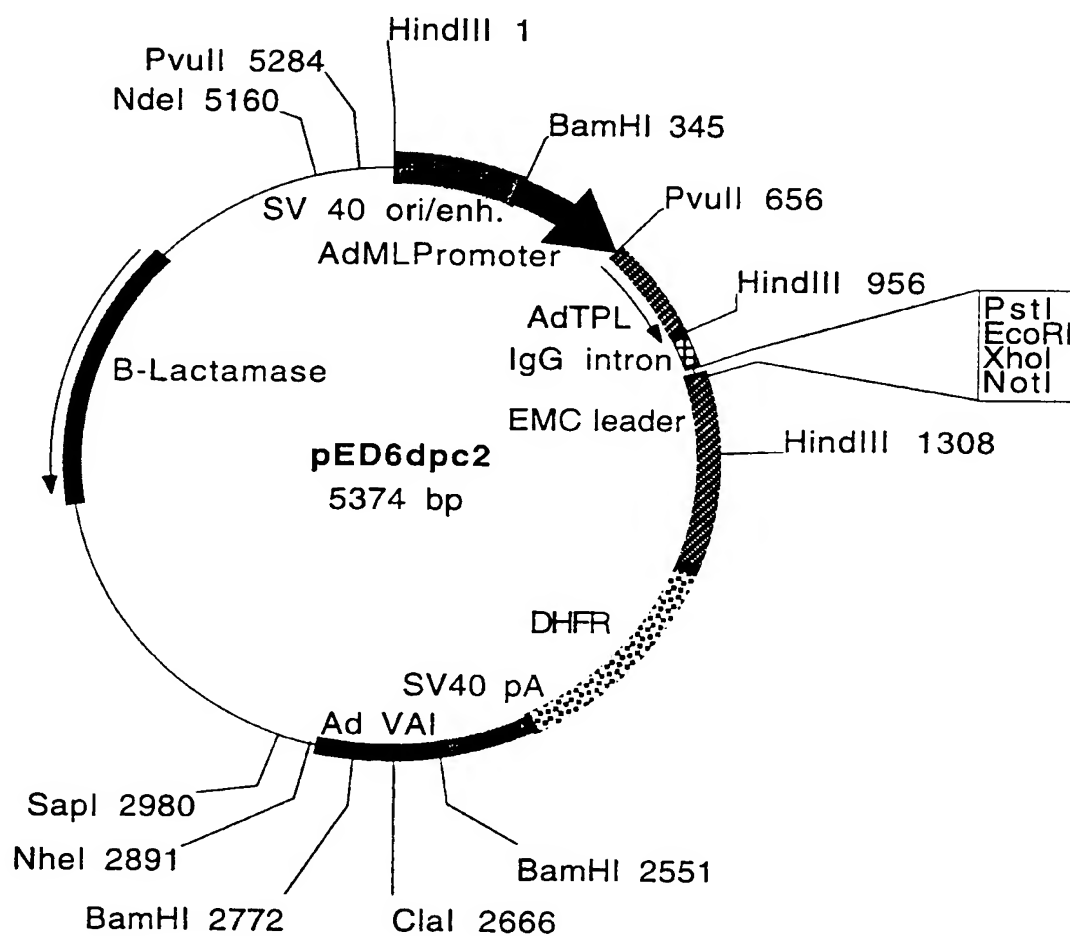 HindIII 1
PvuII 5284
NdeI 5160
BamHI 345
SV 40 ori/enh.
PvuII 656
AdMLPromoter
HindIII 956
AdTPL
PstI
EcoRI
XhoI
NotI
IgG intron
B-Lactamase
EMC leader
HindIII 1308
pED6dpc2
5374 bp
DHFR
SV40 pA
Ad VAI
SapI 2980
NheI 2891
BamHI 2551
BamHI 2772
ClaI 2666